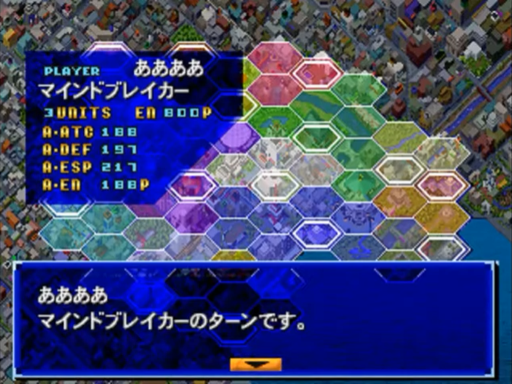 PLAYER ああああ
マインドブレイカー
3UNITS EN 800P
A・ATC 188
A・DEF 197
A・ESP 217
A・EN 188P
ああああ
マインドブレイカーのターンです。